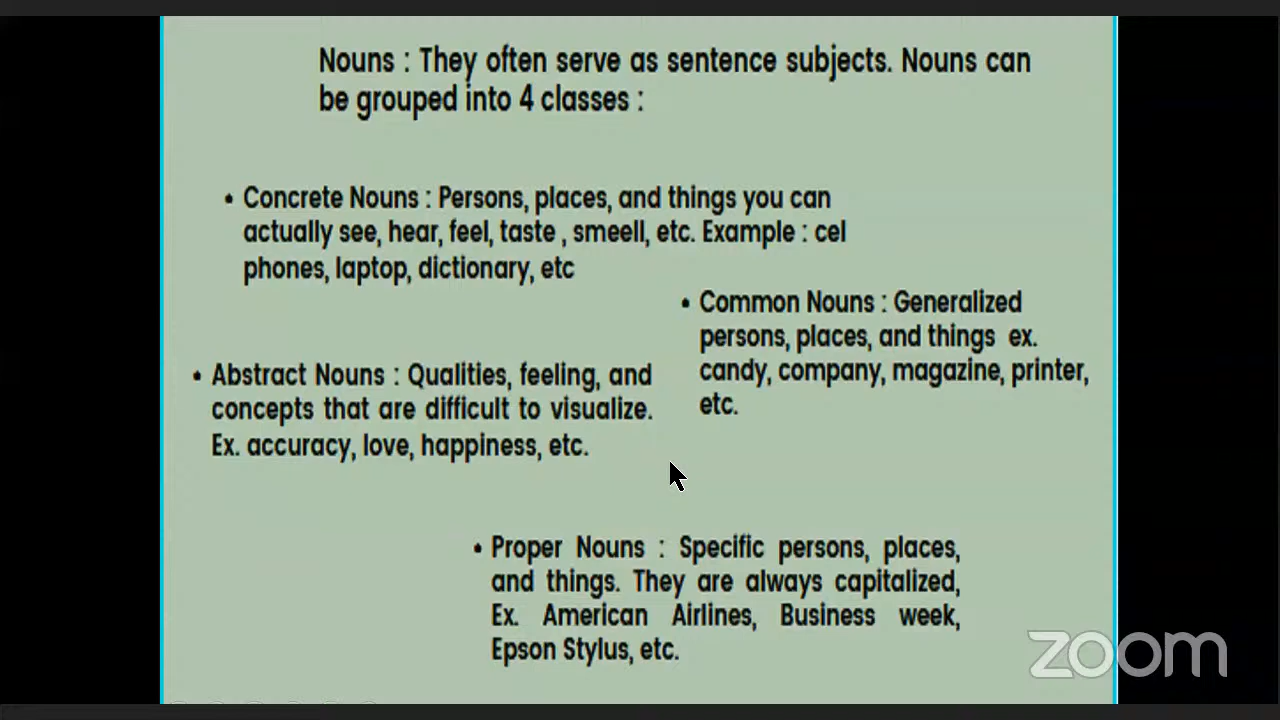 Nouns : They often serve as sentence subjects. Nouns can
be grouped into 4 classes :
• Concrete Nouns : Persons, places, and things you can
actually see, hear, feel, taste , smeell, etc. Example : cel
phones, laptop, dictionary, etc
• Common Nouns : Generalized
persons, places, and things ex.
candy, company, magazine, printer,
etc.
• Abstract Nouns : Qualities, feeling, and
concepts that are difficult to visualize.
Ex. accuracy, love, happiness, etc.
• Proper Nouns : Specific persons, places,
and things. They are always capitalized,
Ex. American Airlines, Business week,
Epson Stylus, etc.
zoom